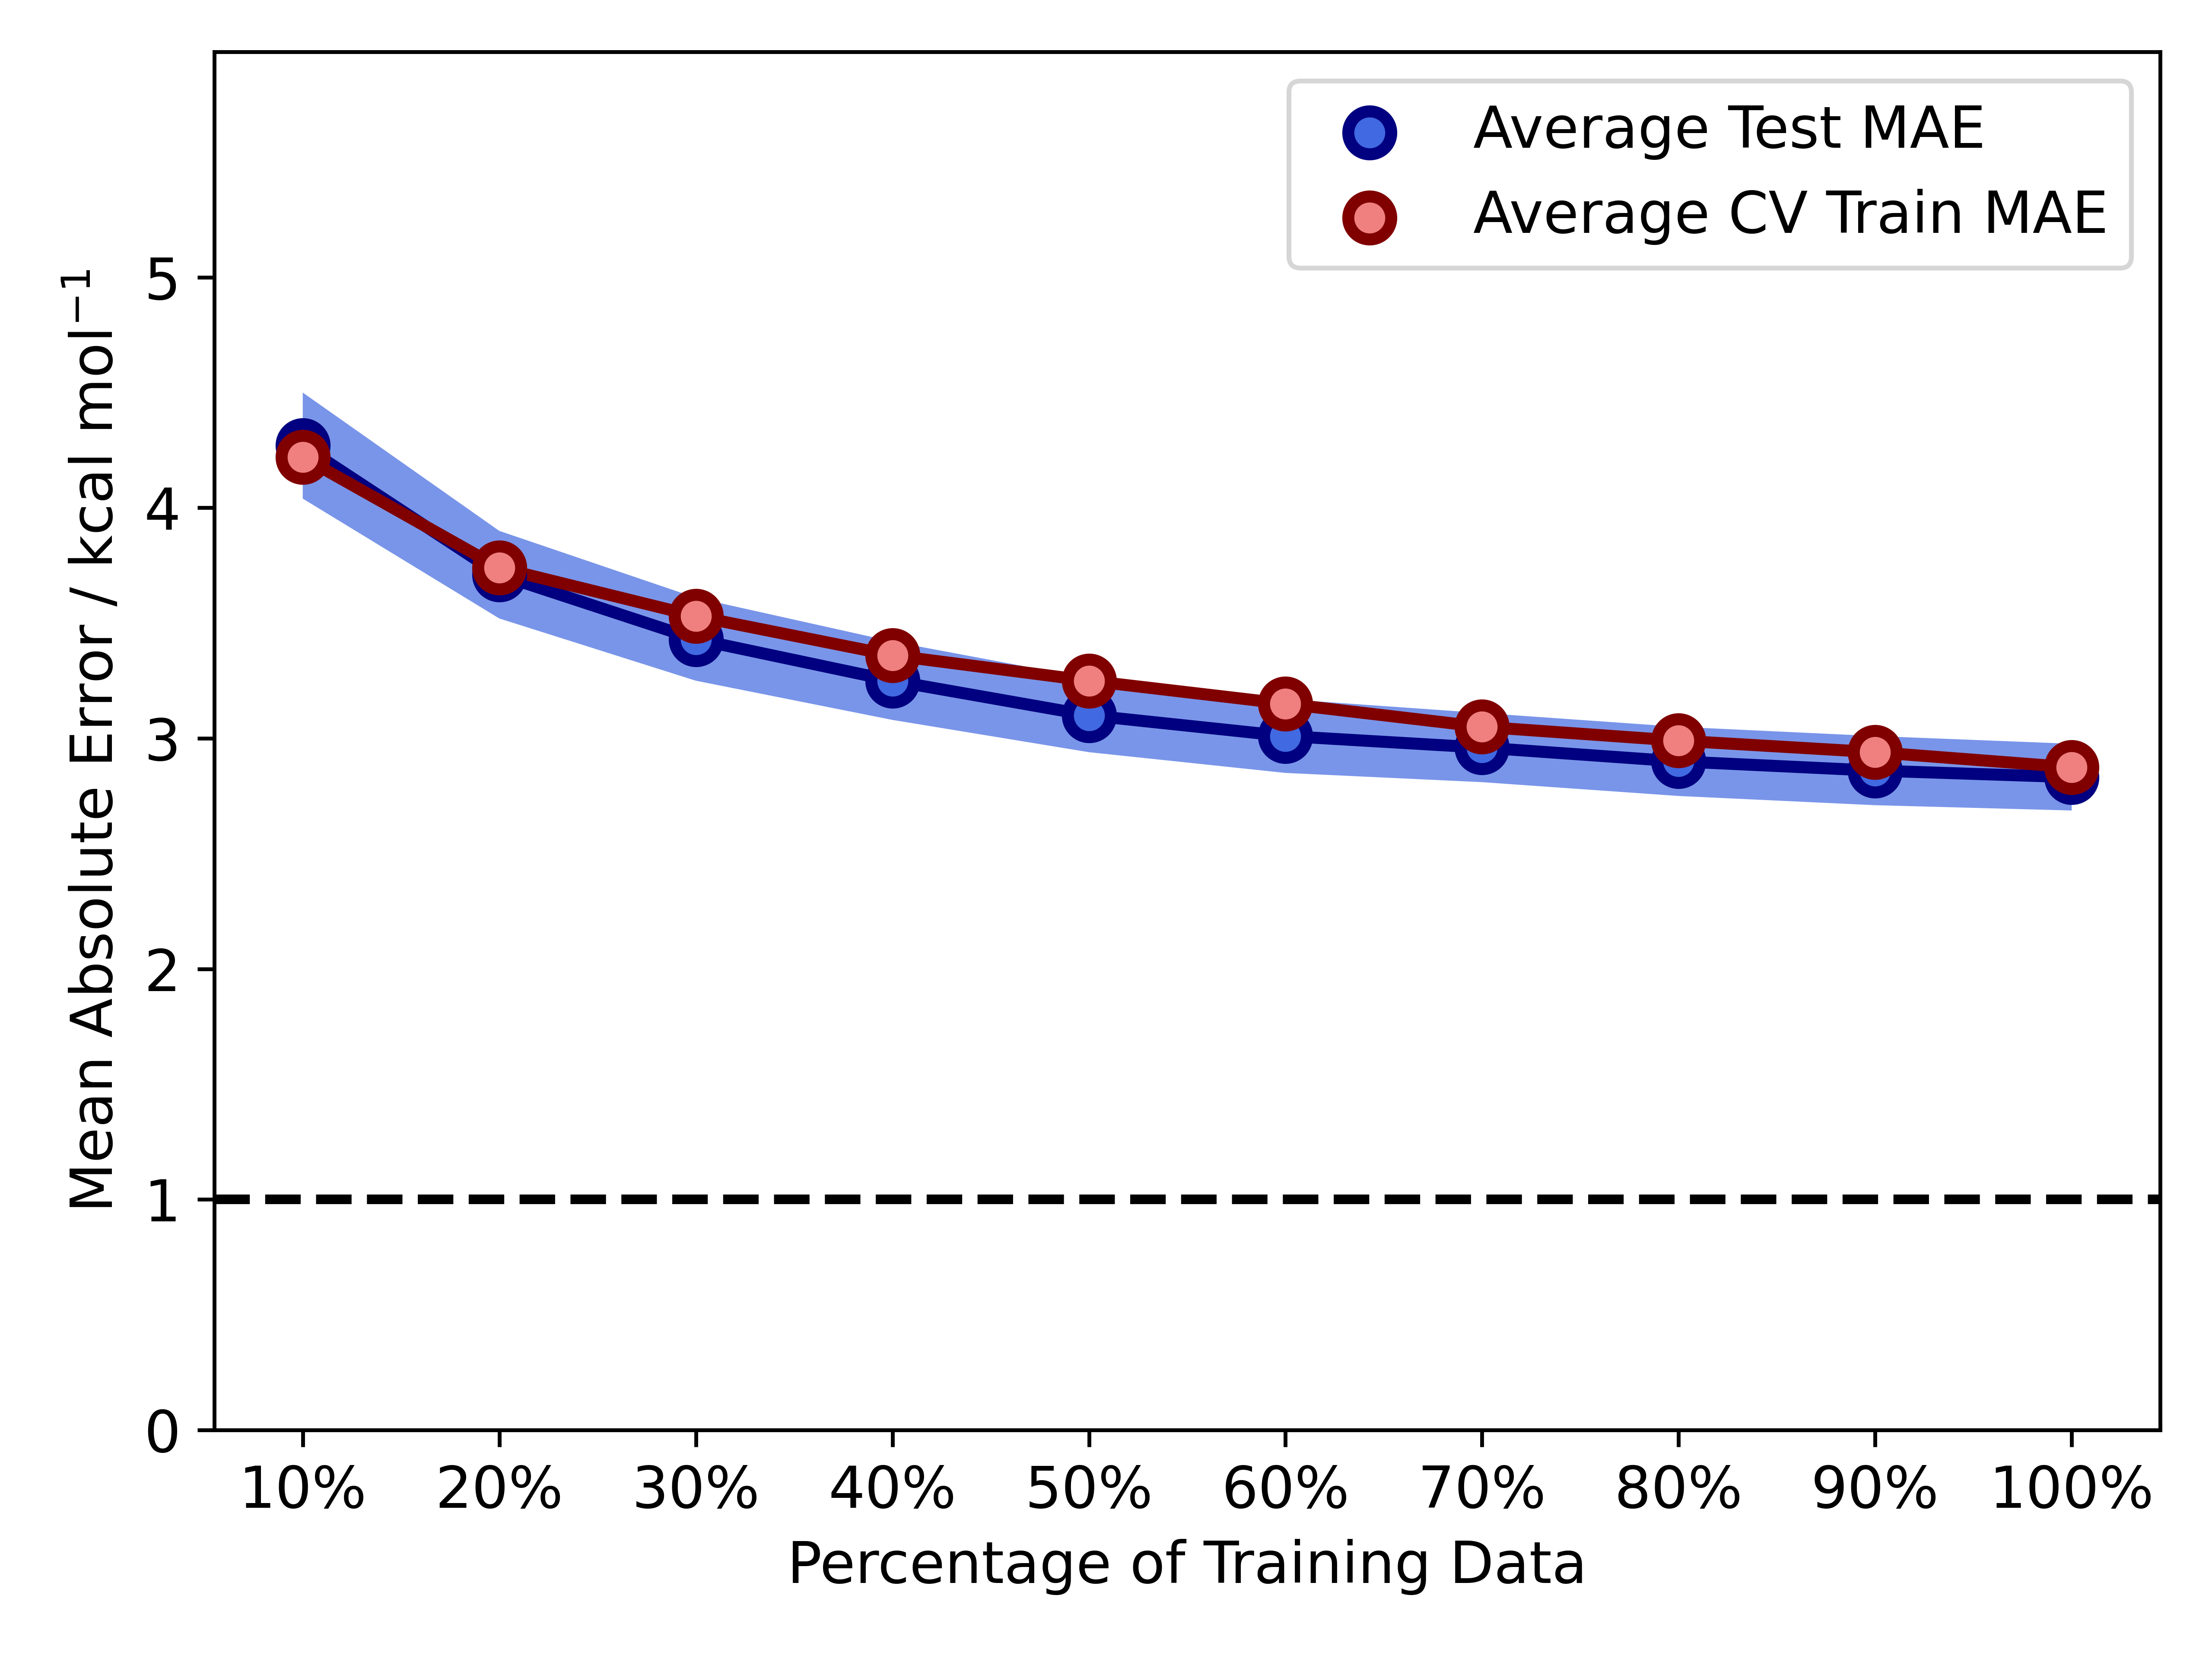 Average Test MAE
Average CV Train MAE
Mean Absolute Error / kcal mol⁻¹
5
4
3
2
1
0
10% 20% 30% 40% 50% 60% 70% 80% 90% 100%
Percentage of Training Data